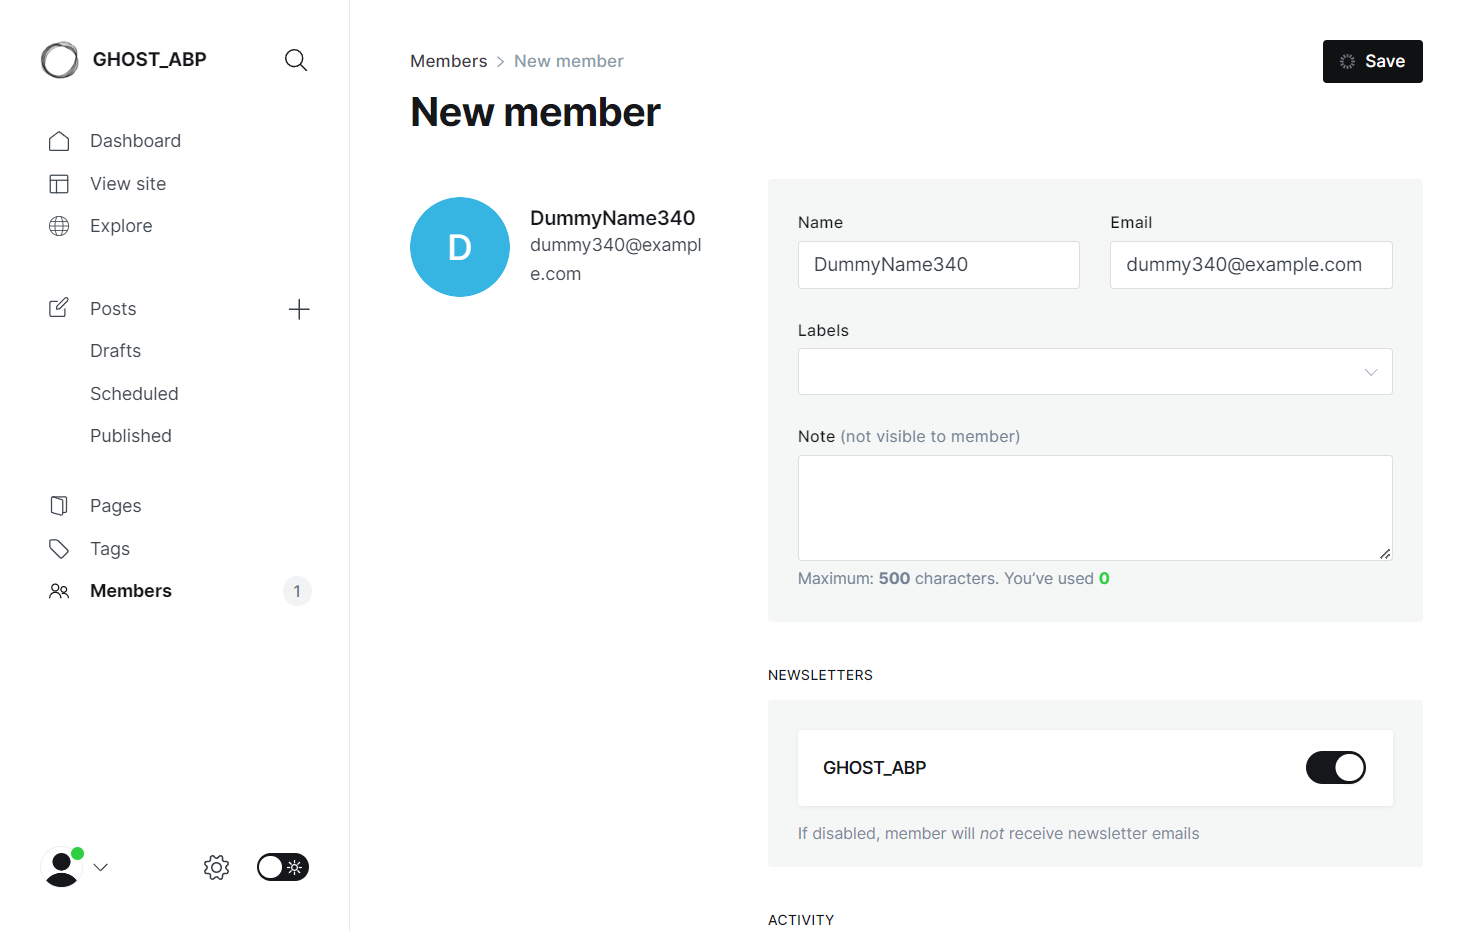 GHOST_ABP
Dashboard
View site
Explore
Posts
Drafts
Scheduled
Published
Pages
Tags
Members
1
Members > New member
Save
New member
D
DummyName340
dummy340@exampl
e.com
Name
Email
DummyName340
dummy340@example.com
Labels
Note (not visible to member)
Maximum: 500 characters. You’ve used 0
NEWSLETTERS
GHOST_ABP
If disabled, member will not receive newsletter emails
ACTIVITY